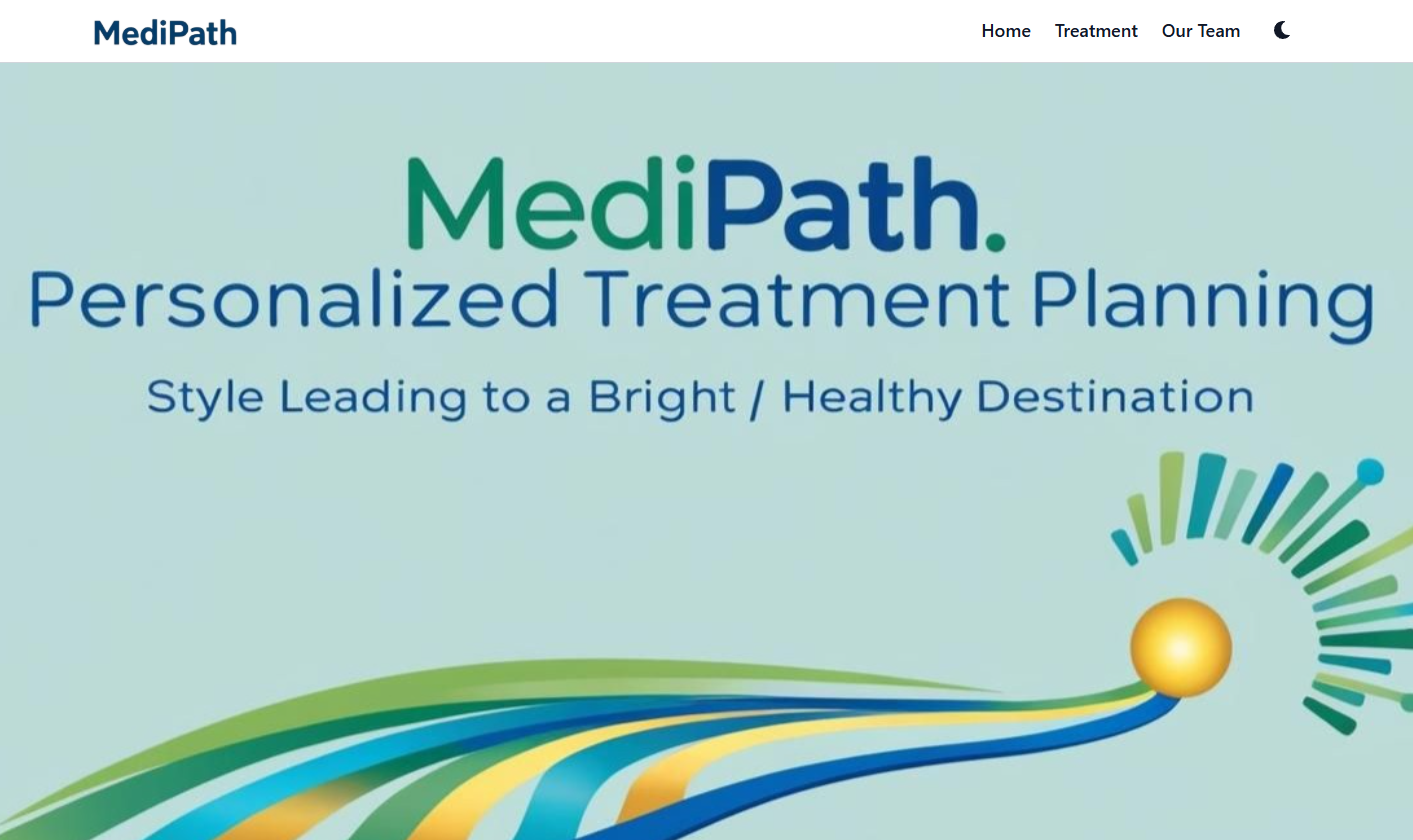 MediPath
Home Treatment Our Team
MediPath.
Personalized Treatment Planning
Style Leading to a Bright / Healthy Destination